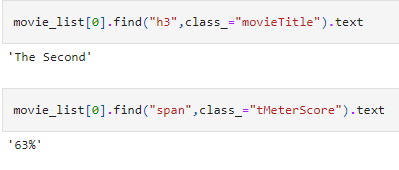 movie_list[0].find("h3",class_="movieTitle").text
'The Second'
movie_list[0].find("span",class_="tMeterScore").text
'63%'